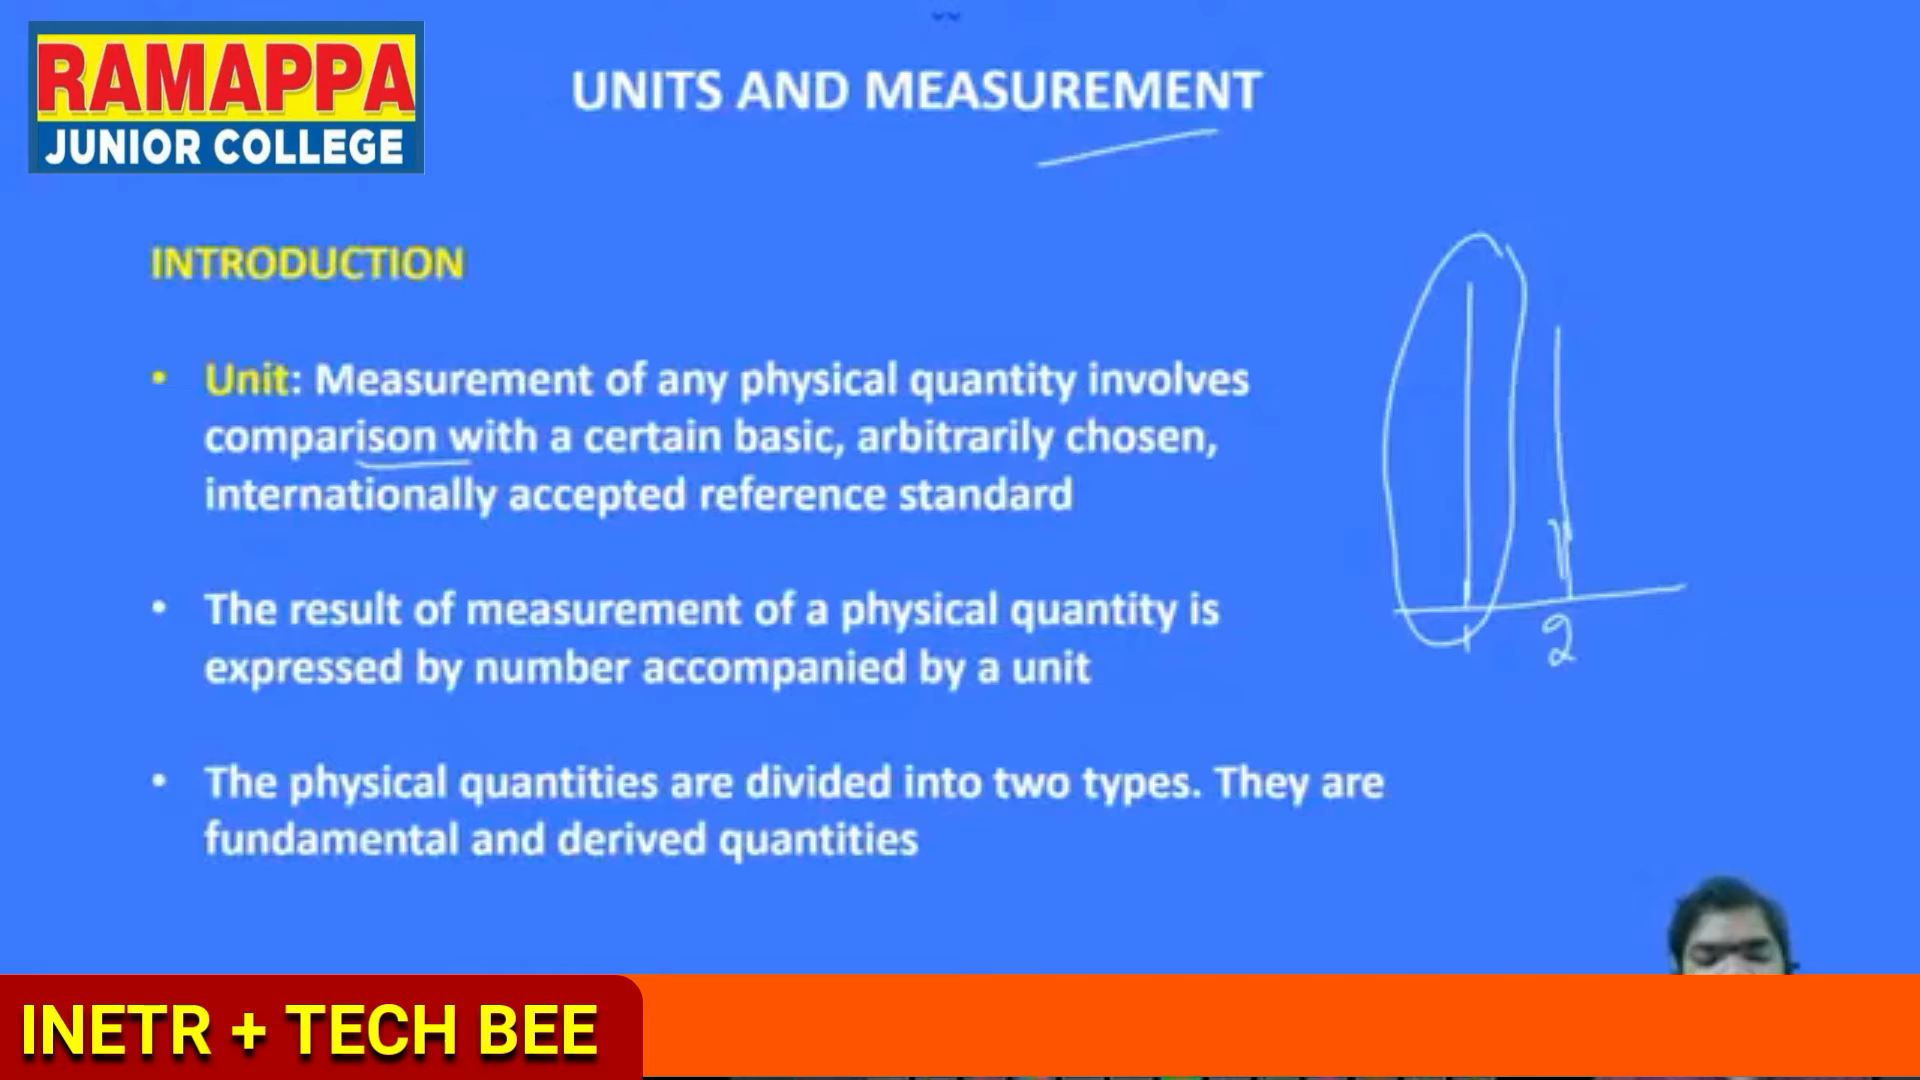 RAMAPPA
JUNIOR COLLEGE
UNITS AND MEASUREMENT
INTRODUCTION
• Unit: Measurement of any physical quantity involves
comparison with a certain basic, arbitrarily chosen,
internationally accepted reference standard
• The result of measurement of a physical quantity is
expressed by number accompanied by a unit
• The physical quantities are divided into two types. They are
fundamental and derived quantities
2
INETR + TECH BEE